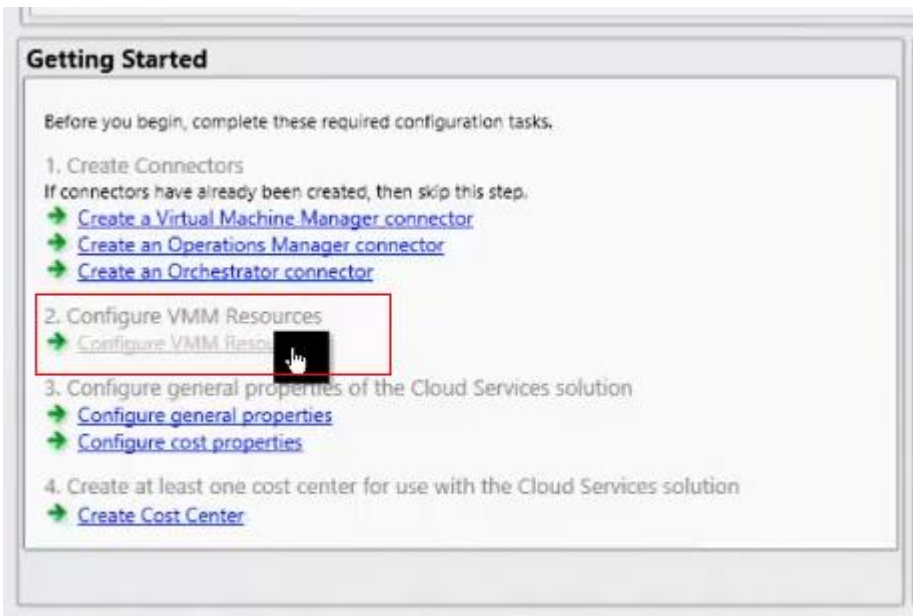 Getting Started
Before you begin, complete these required configuration tasks.
1. Create Connectors
If connectors have already been created, then skip this step.
Create a Virtual Machine Manager connector
Create an Operations Manager connector
Create an Orchestrator connector
2. Configure VMM Resources
Configure VMM
3. Configure general properties of the Cloud Services solution
Configure general properties
Configure cost properties
4. Create at least one cost center for use with the Cloud Services solution
Create Cost Center